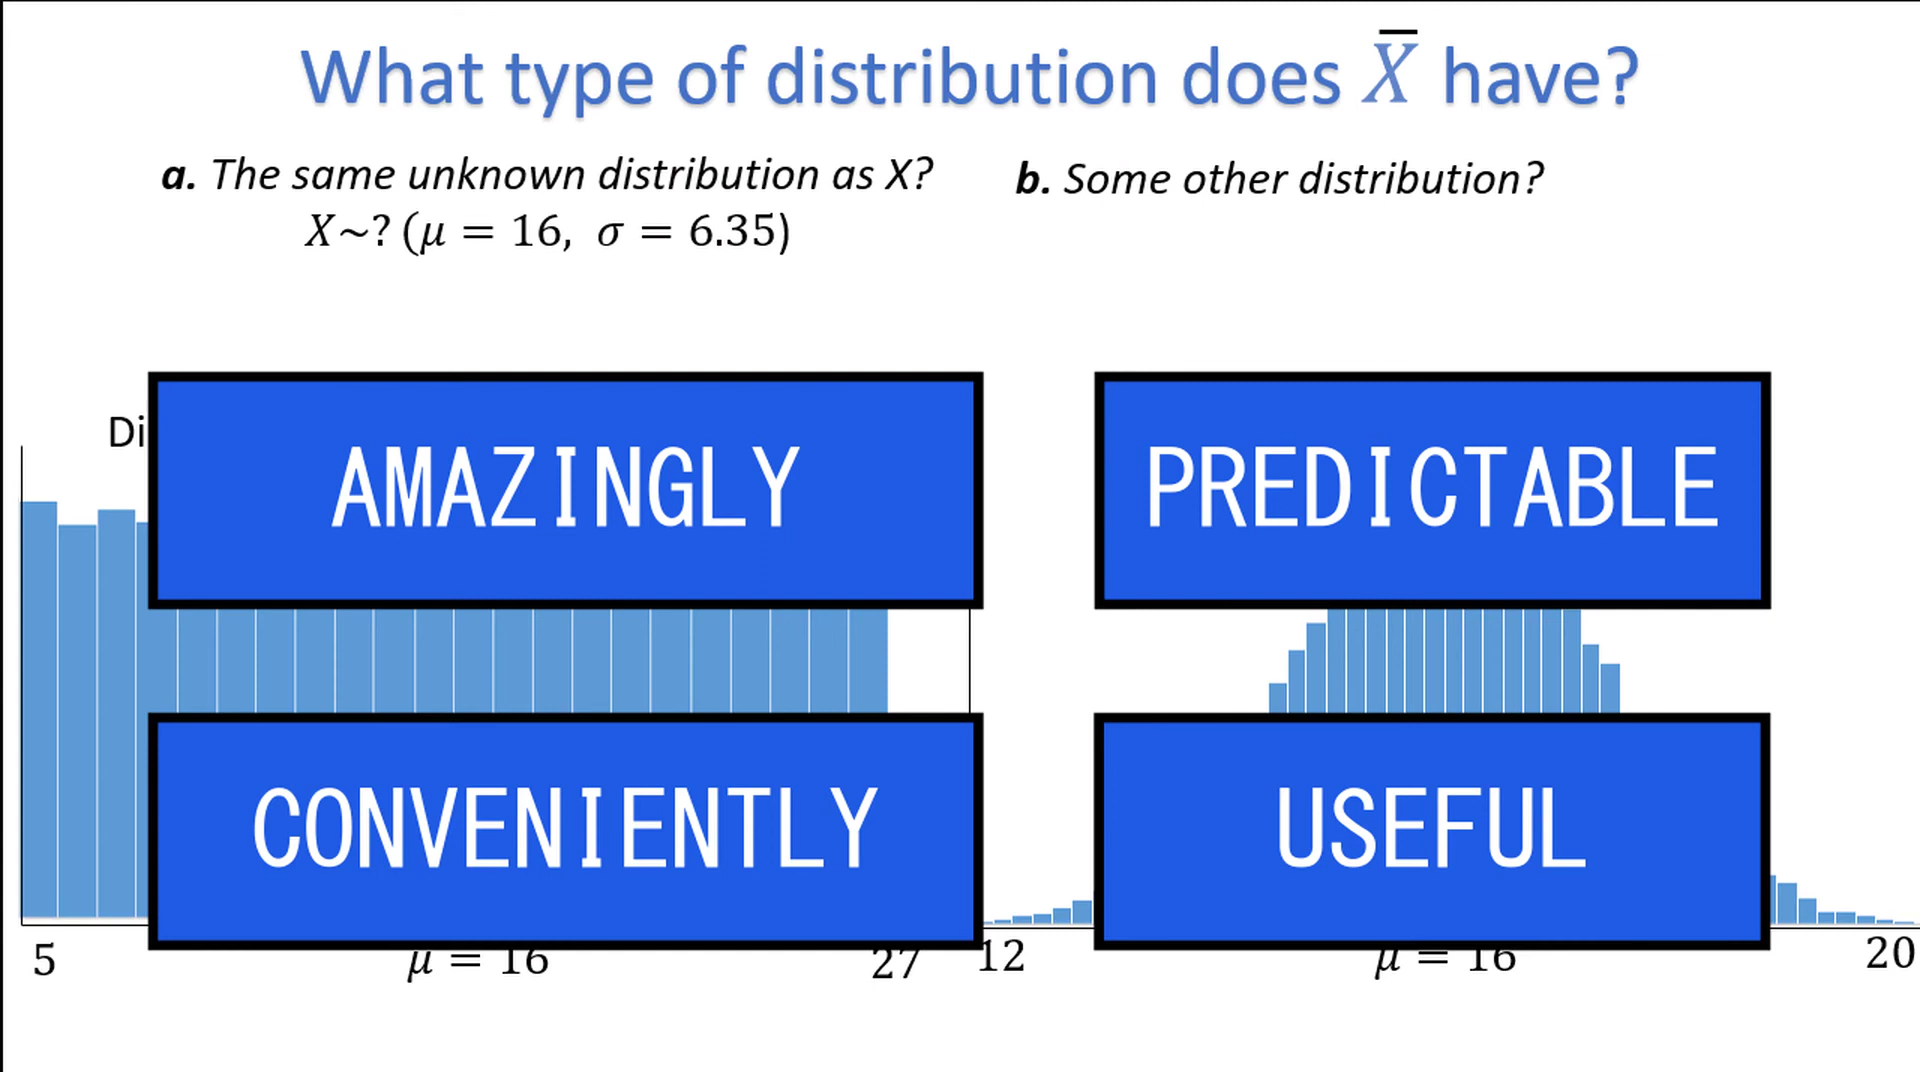 What type of distribution does X̄ have?
a. The same unknown distribution as X?
X~? (μ = 16, σ = 6.35)
b. Some other distribution?
Di
AMAZINGLY
PREDICTABLE
CONVENIENTLY
USEFUL
5
μ = 16
27
12
μ = 16
20